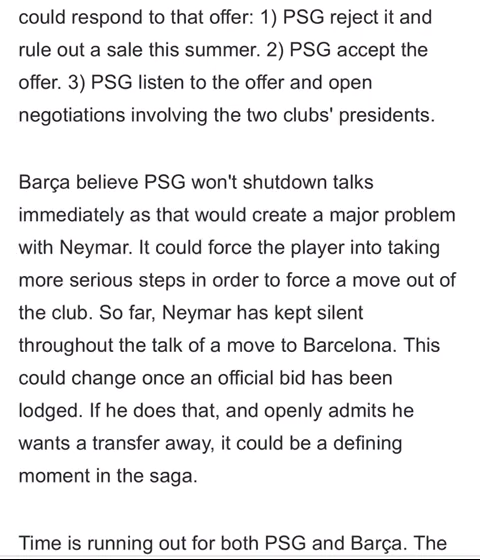 could respond to that offer: 1) PSG reject it and
rule out a sale this summer. 2) PSG accept the
offer. 3) PSG listen to the offer and open
negotiations involving the two clubs' presidents.
Barça believe PSG won't shutdown talks
immediately as that would create a major problem
with Neymar. It could force the player into taking
more serious steps in order to force a move out of
the club. So far, Neymar has kept silent
throughout the talk of a move to Barcelona. This
could change once an official bid has been
lodged. If he does that, and openly admits he
wants a transfer away, it could be a defining
moment in the saga.
Time is running out for both PSG and Barça. The